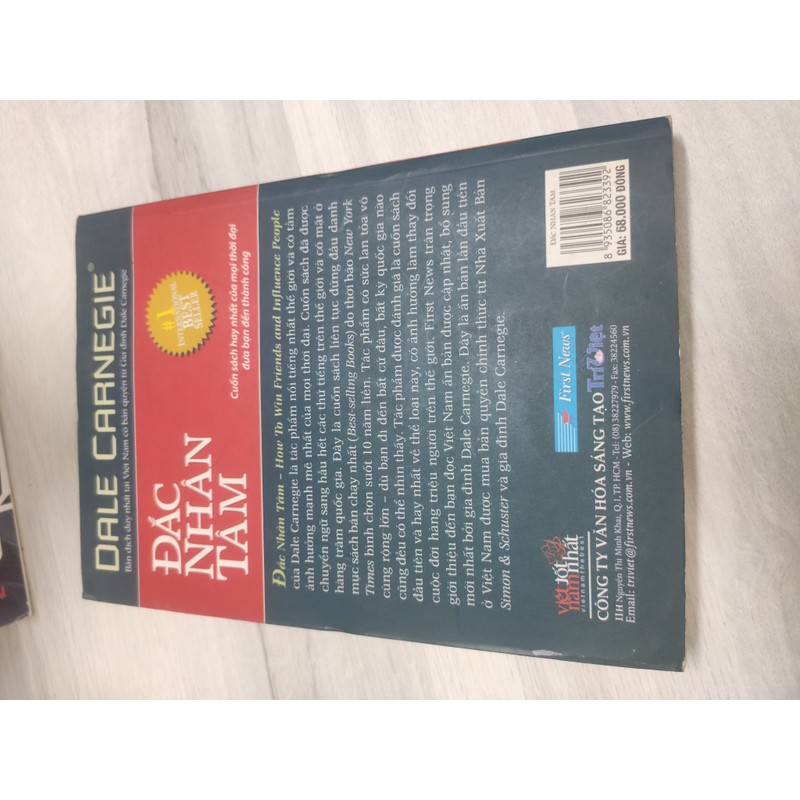 DALE CARNEGIE®
Bản dịch duy nhất tại Việt Nam có bản quyền từ Gia đình Dale Carnegie
ĐẮC
NHÂN
TÂM
#1
INTERNATIONAL
BEST
SELLER
Cuốn sách hay nhất của mọi thời đại
đưa bạn đến thành công
Đắc Nhân Tâm – How To Win Friends and Influence People
của Dale Carnegie là tác phẩm nổi tiếng nhất thế giới và có tầm
ảnh hưởng mạnh mẽ nhất của mọi thời đại. Cuốn sách đã được
chuyển ngữ sang hầu hết các thứ tiếng trên thế giới và có mặt ở
hàng trăm quốc gia. Đây là cuốn sách liên tục đứng đầu danh
mục sách bán chạy nhất (Best-selling Books) do thời báo New York
Times bình chọn suốt 10 năm liền. Tác phẩm có sức lan tỏa vô
cùng rộng lớn – dù bạn đi đến bất cứ đâu, bất kỳ quốc gia nào
cũng đều có thể nhìn thấy. Tác phẩm được đánh giá là cuốn sách
đầu tiên và hay nhất về thể loại này, có ảnh hưởng làm thay đổi
cuộc đời hàng triệu người trên thế giới. First News trân trọng
giới thiệu đến bạn đọc Việt Nam ấn bản được cập nhật, bổ sung
mới nhất bởi gia đình Dale Carnegie. Đây là ấn bản lần đầu tiên
ở Việt Nam được mua bản quyền chính thức từ Nhà Xuất Bản
Simon & Schuster và gia đình Dale Carnegie.
việt tốt
nam nhất
vietnamthebest
First News®
CÔNG TY VĂN HÓA SÁNG TẠO Trí Việt
11H Nguyễn Thị Minh Khai, Q.1, TP. HCM - Tel: (08) 38227979 - Fax: 38224560
Email: triviet@firstnews.com.vn - Web: www.firstnews.com.vn
ĐẮC NHÂN TÂM
8 935086 823392
GIÁ: 68.000 ĐỒNG